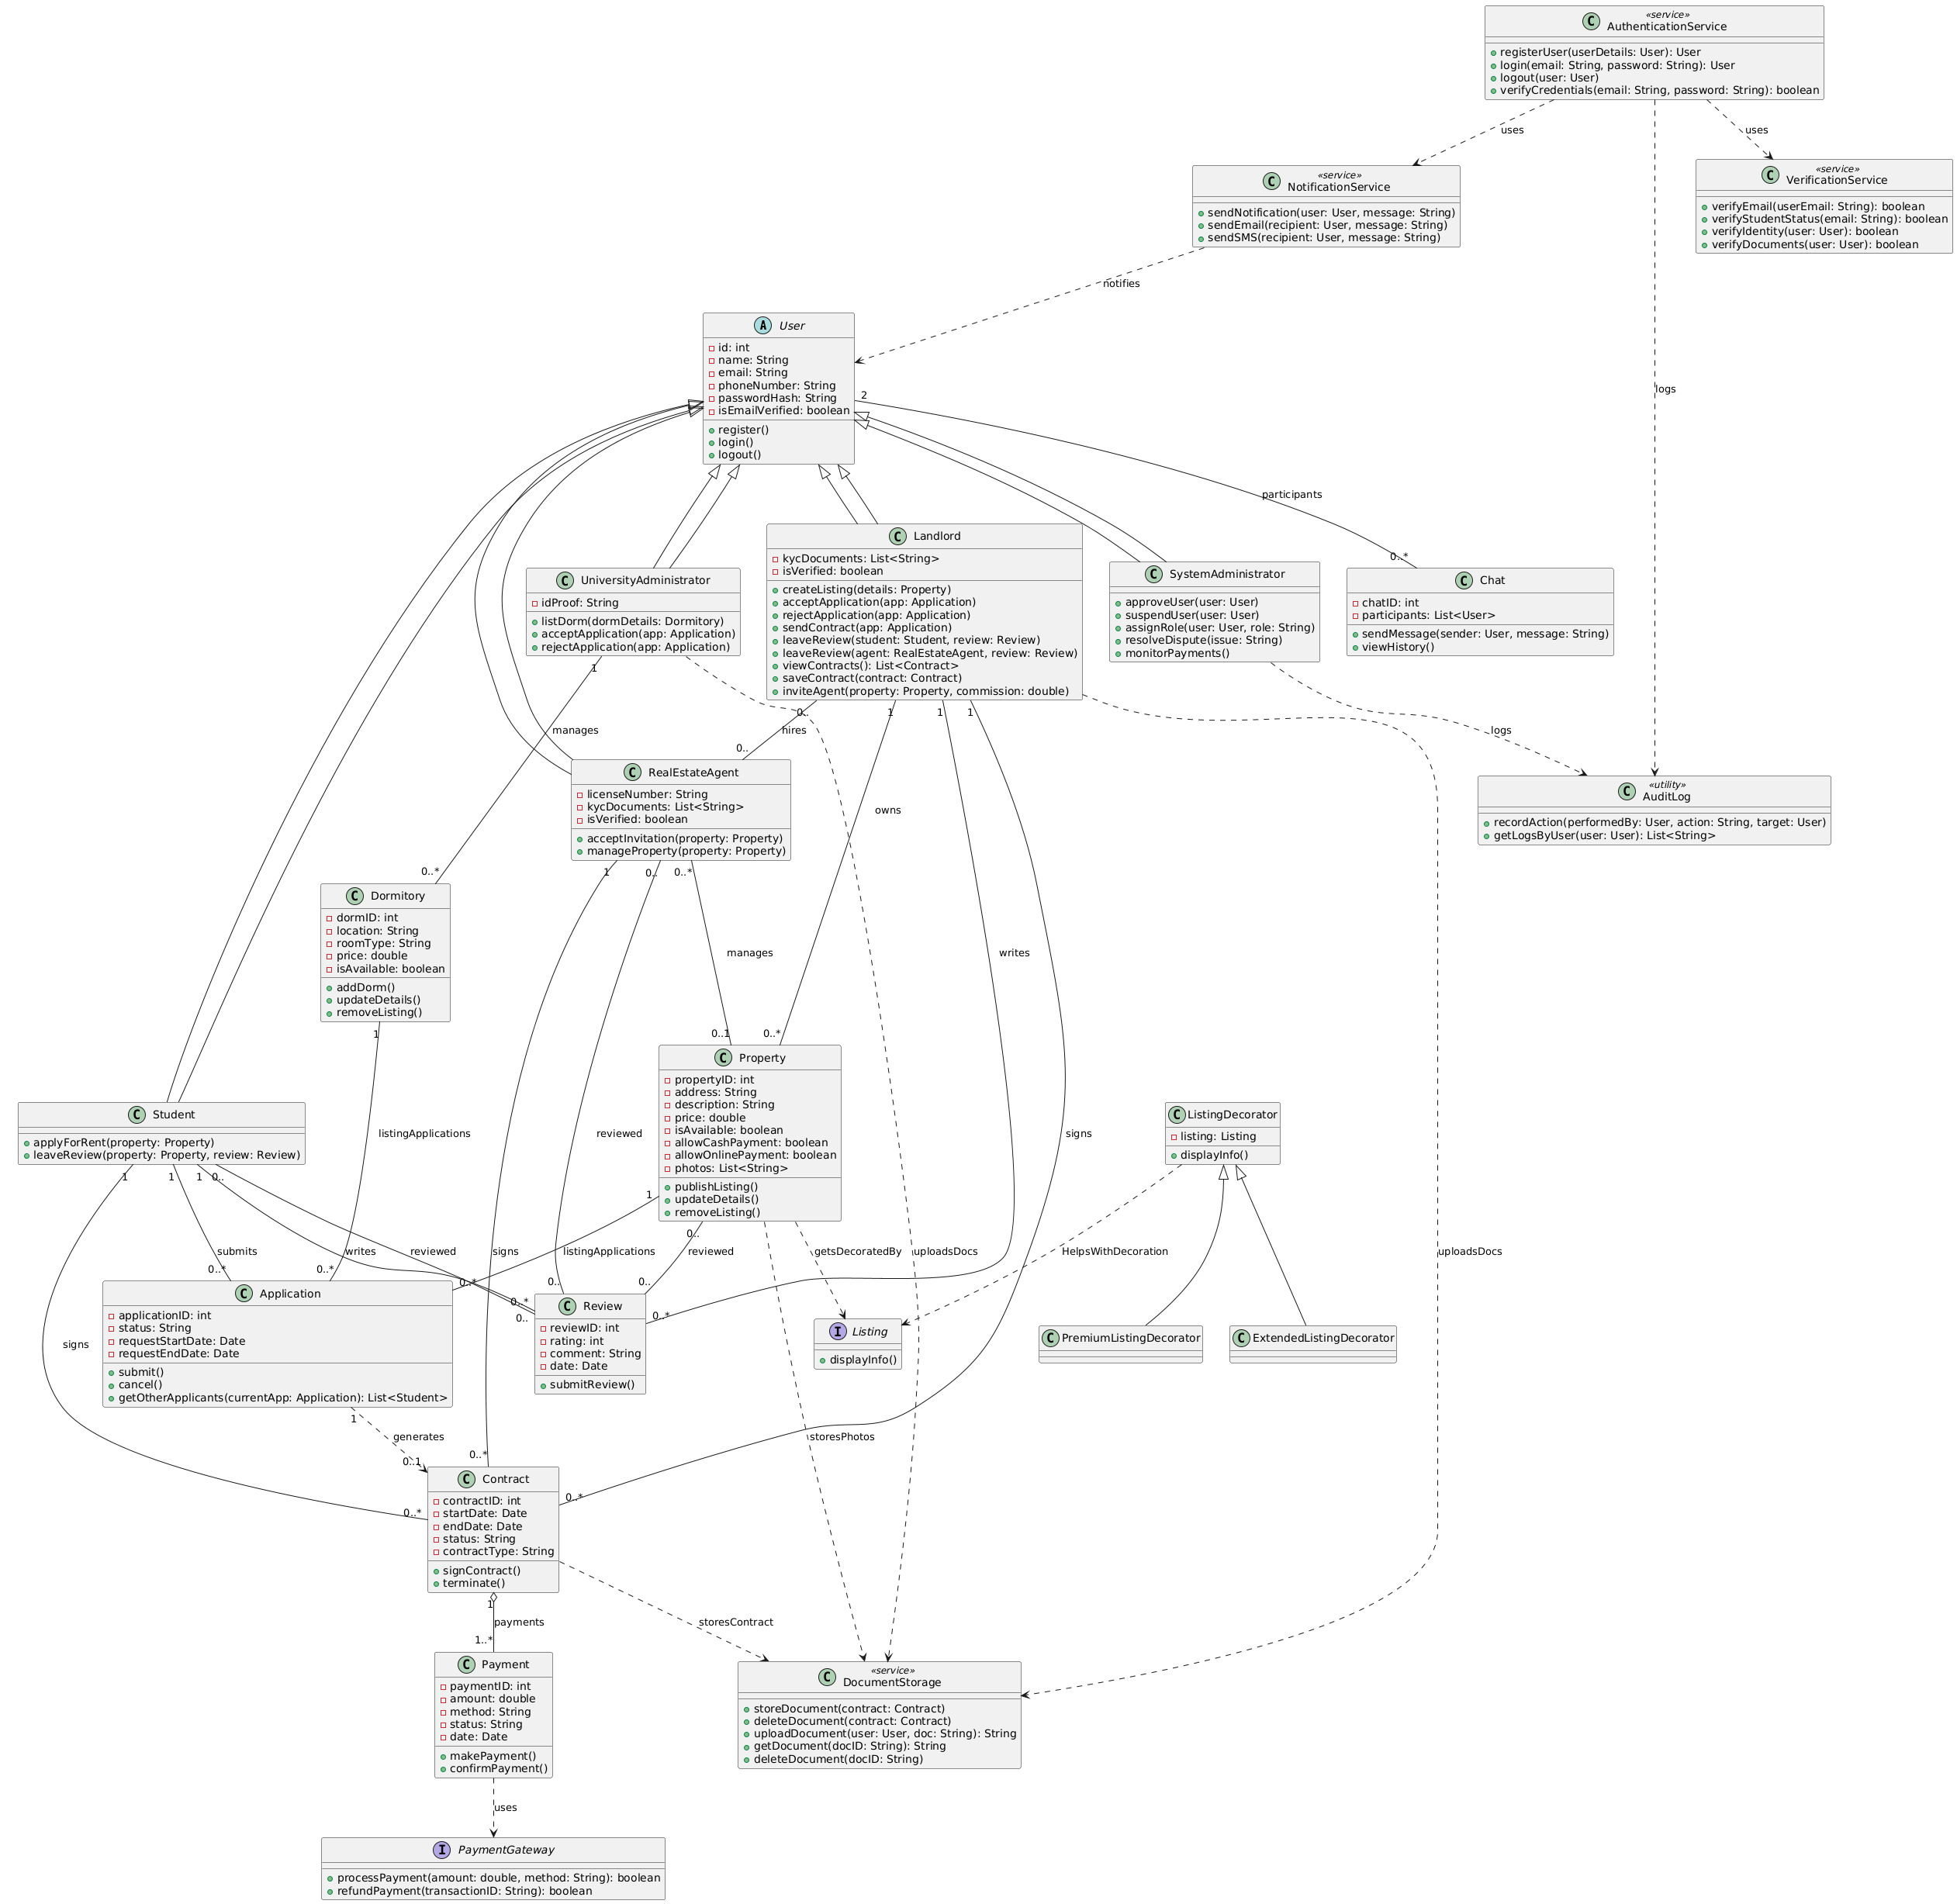 «service»
C AuthenticationService
registerUser(userDetails: User): User
login(email: String, password: String): User
logout(user: User)
verifyCredentials(email: String, password: String): boolean
uses
uses
C «service»
NotificationService
sendNotification(user: User, message: String)
sendEmail(recipient: User, message: String)
sendSMS(recipient: User, message: String)
C «service»
VerificationService
verifyEmail(userEmail: String): boolean
verifyStudentStatus(email: String): boolean
verifyIdentity(user: User): boolean
verifyDocuments(user: User): boolean
notifies
logs
A User
id: int
name: String
email: String
phoneNumber: String
passwordHash: String
isEmailVerified: boolean
register()
login()
logout()
2
participants
0..*
C UniversityAdministrator
idProof: String
listDorm(dormDetails: Dormitory)
acceptApplication(app: Application)
rejectApplication(app: Application)
C Landlord
kycDocuments: List<String>
isVerified: boolean
createListing(details: Property)
acceptApplication(app: Application)
rejectApplication(app: Application)
sendContract(app: Application)
leaveReview(student: Student, review: Review)
leaveReview(agent: RealEstateAgent, review: Review)
viewContracts(): List<Contract>
saveContract(contract: Contract)
inviteAgent(property: Property, commission: double)
C SystemAdministrator
approveUser(user: User)
suspendUser(user: User)
assignRole(user: User, role: String)
resolveDispute(issue: String)
monitorPayments()
C Chat
chatID: int
participants: List<User>
sendMessage(sender: User, message: String)
viewHistory()
1
0..
1
1
1
manages
hires
logs
0..
C RealEstateAgent
licenseNumber: String
kycDocuments: List<String>
isVerified: boolean
acceptInvitation(property: Property)
manageProperty(property: Property)
C «utility»
AuditLog
recordAction(performedBy: User, action: String, target: User)
getLogsByUser(user: User): List<String>
owns
0..*
1
0..
0..*
C Dormitory
dormID: int
location: String
roomType: String
price: double
isAvailable: boolean
addDorm()
updateDetails()
removeListing()
1
manages
writes
0..1
0..*
C Property
propertyID: int
address: String
description: String
price: double
isAvailable: boolean
allowCashPayment: boolean
allowOnlinePayment: boolean
photos: List<String>
publishListing()
updateDetails()
removeListing()
C Student
applyForRent(property: Property)
leaveReview(property: Property, review: Review)
listingApplications
reviewed
signs
C ListingDecorator
listing: Listing
displayInfo()
1
1
1
0..
1
0..
submits
writes
reviewed
signs
listingApplications
reviewed
getsDecoratedBy
uploadsDocs
HelpsWithDecoration
uploadsDocs
0..*
0..*
0..*
0..
0..
0..*
0..
0..*
C Application
applicationID: int
status: String
requestStartDate: Date
requestEndDate: Date
submit()
cancel()
getOtherApplicants(currentApp: Application): List<Student>
C Review
reviewID: int
rating: int
comment: String
date: Date
submitReview()
I Listing
displayInfo()
C PremiumListingDecorator
C ExtendedListingDecorator
signs
1
generates
storesPhotos
0..1
0..*
0..*
0..*
C Contract
contractID: int
startDate: Date
endDate: Date
status: String
contractType: String
signContract()
terminate()
1
payments
storesContract
1..*
C Payment
paymentID: int
amount: double
method: String
status: String
date: Date
makePayment()
confirmPayment()
C «service»
DocumentStorage
storeDocument(contract: Contract)
deleteDocument(contract: Contract)
uploadDocument(user: User, doc: String): String
getDocument(docID: String): String
deleteDocument(docID: String)
uses
I PaymentGateway
processPayment(amount: double, method: String): boolean
refundPayment(transactionID: String): boolean